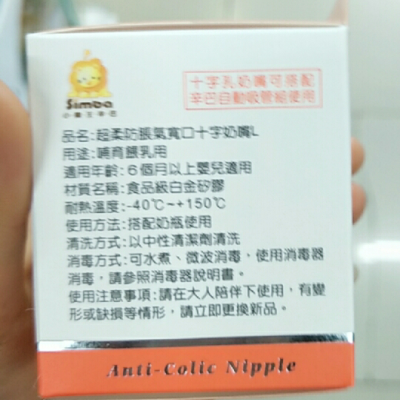 Simba
小獅王辛巴
十字乳奶嘴可搭配
辛巴自動吸管組使用
品名:超柔防脹氣寬口十字奶嘴L
用途:哺育餵乳用
適用年齡:6個月以上嬰兒適用
材質名稱:食品級白金矽膠
耐熱溫度:-40℃~+150℃
使用方法:搭配奶瓶使用
清洗方式:以中性清潔劑清洗
消毒方式:可水煮、微波消毒,使用消毒器
消毒,請參照消毒器說明書。
使用注意事項:請在大人陪伴下使用,有變
形或缺損等情形,請立即更換新品。
Anti-Colic Nipple